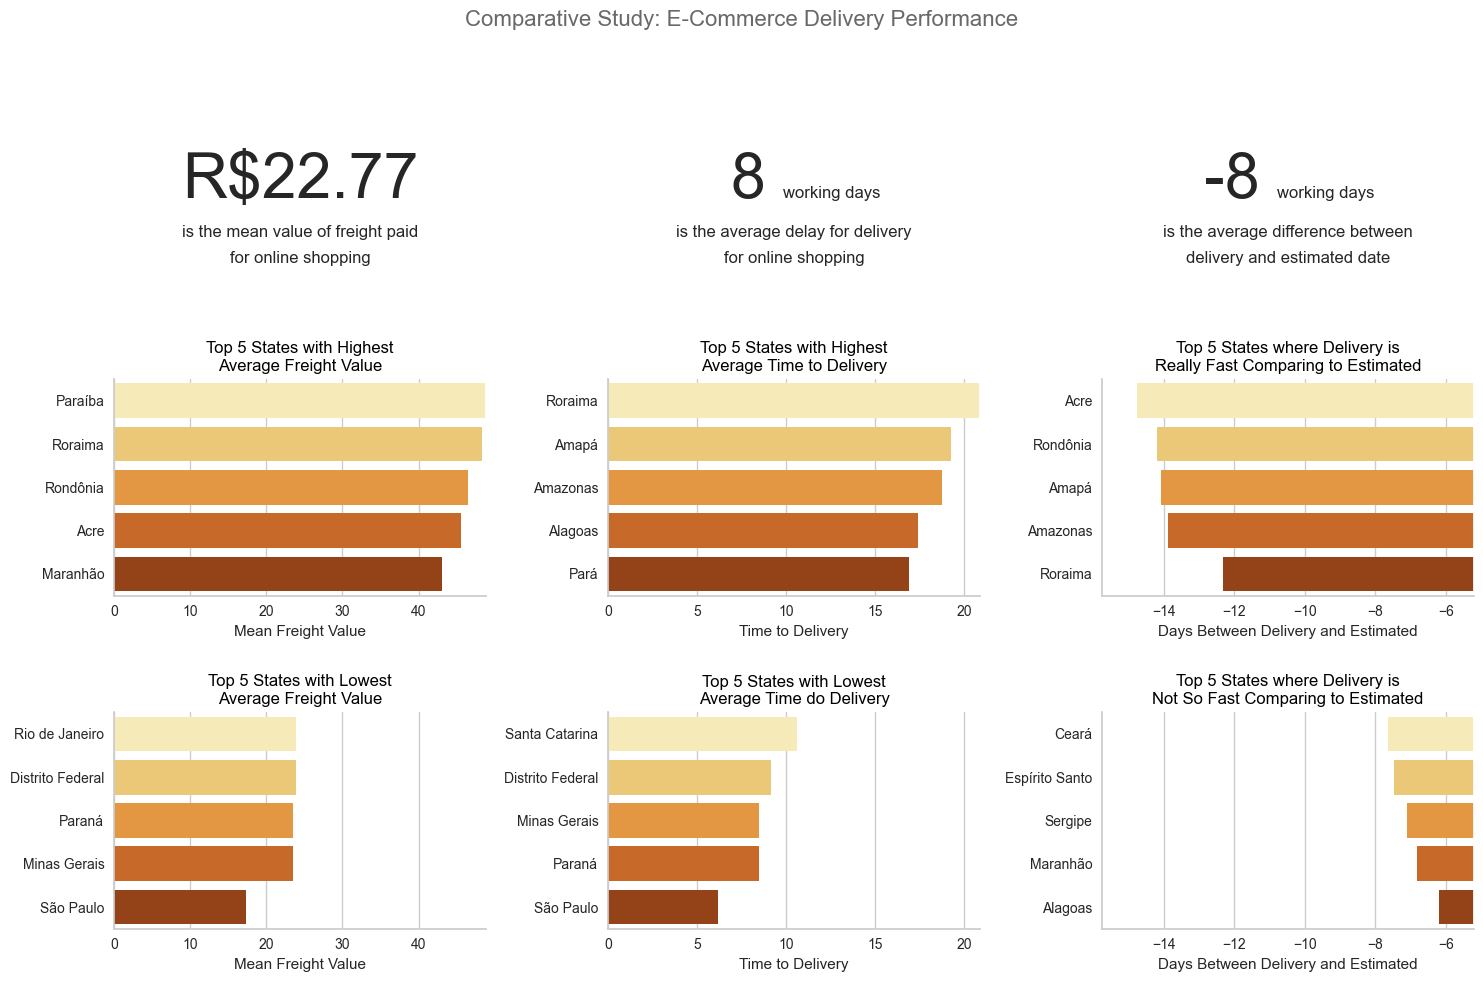 Comparative Study: E-Commerce Delivery Performance
R$22.77
is the mean value of freight paid
for online shopping
8 working days
is the average delay for delivery
for online shopping
-8 working days
is the average difference between
delivery and estimated date
Top 5 States with Highest
Average Freight Value
Paraíba
Roraima
Rondônia
Acre
Maranhão
0 10 20 30 40
Mean Freight Value
Top 5 States with Highest
Average Time to Delivery
Roraima
Amapá
Amazonas
Alagoas
Pará
0 5 10 15 20
Time to Delivery
Top 5 States where Delivery is
Really Fast Comparing to Estimated
Acre
Rondônia
Amapá
Amazonas
Roraima
−14 −12 −10 −8 −6
Days Between Delivery and Estimated
Top 5 States with Lowest
Average Freight Value
Rio de Janeiro
Distrito Federal
Paraná
Minas Gerais
São Paulo
0 10 20 30 40
Mean Freight Value
Top 5 States with Lowest
Average Time do Delivery
Santa Catarina
Distrito Federal
Minas Gerais
Paraná
São Paulo
0 5 10 15 20
Time to Delivery
Top 5 States where Delivery is
Not So Fast Comparing to Estimated
Ceará
Espírito Santo
Sergipe
Maranhão
Alagoas
−14 −12 −10 −8 −6
Days Between Delivery and Estimated